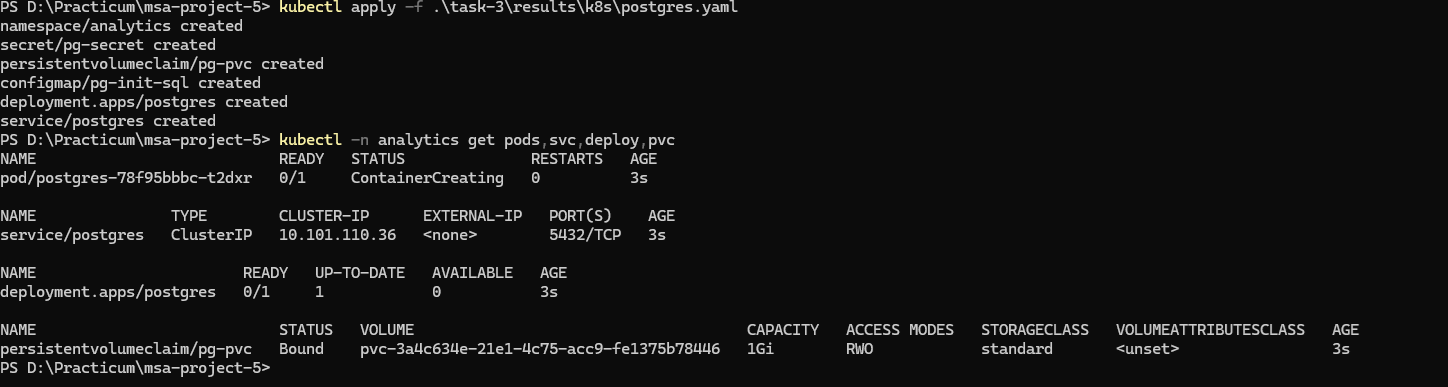 PS D:\Practicum\msa-project-5> kubectl apply -f .\task-3\results\k8s\postgres.yaml
namespace/analytics created
secret/pg-secret created
persistentvolumeclaim/pg-pvc created
configmap/pg-init-sql created
deployment.apps/postgres created
service/postgres created
PS D:\Practicum\msa-project-5> kubectl -n analytics get pods,svc,deploy,pvc
NAME READY STATUS RESTARTS AGE
pod/postgres-78f95bbbc-t2dxr 0/1 ContainerCreating 0 3s
NAME TYPE CLUSTER-IP EXTERNAL-IP PORT(S) AGE
service/postgres ClusterIP 10.101.110.36 <none> 5432/TCP 3s
NAME READY UP-TO-DATE AVAILABLE AGE
deployment.apps/postgres 0/1 1 0 3s
NAME STATUS VOLUME CAPACITY ACCESS MODES STORAGECLASS VOLUMEATTRIBUTESCLASS AGE
persistentvolumeclaim/pg-pvc Bound pvc-3a4c634e-21e1-4c75-acc9-fe1375b78446 1Gi RWO standard <unset> 3s
PS D:\Practicum\msa-project-5>